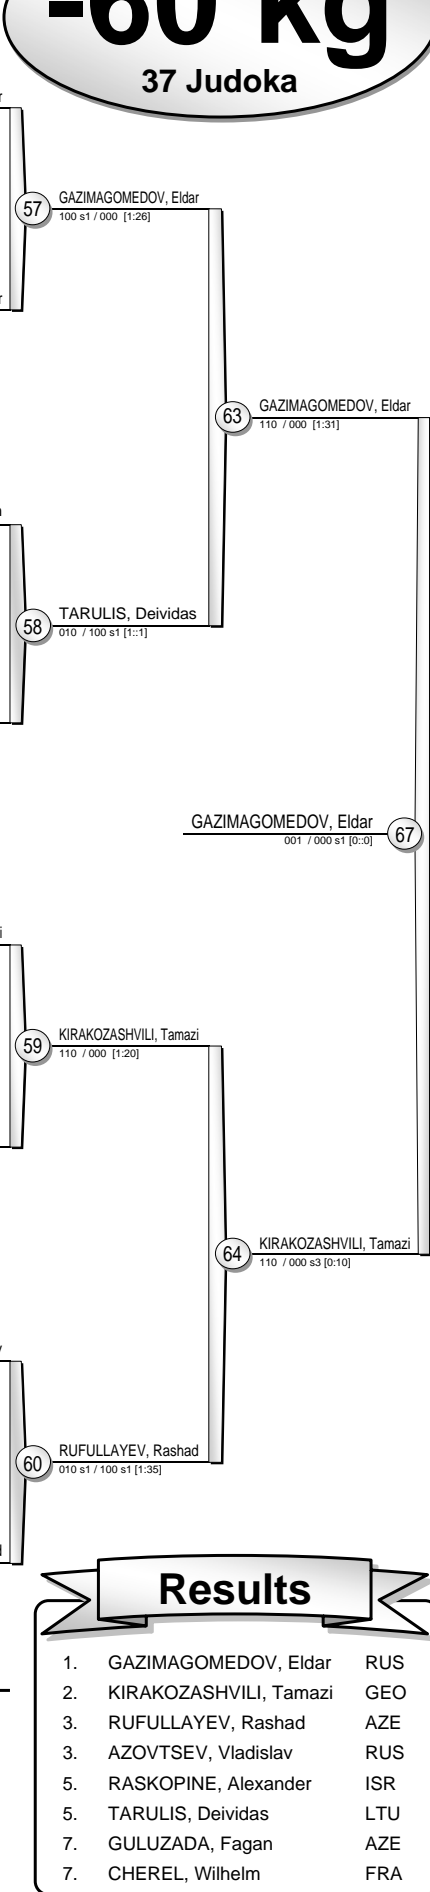 -60 kg
37 Judoka
57
GAZIMAGOMEDOV, Eldar
100 s1 / 000 [1:26]
63
GAZIMAGOMEDOV, Eldar
110 / 000 [1:31]
58
TARULIS, Deividas
010 / 100 s1 [1::1]
GAZIMAGOMEDOV, Eldar
001 / 000 s1 [0::0]
67
59
KIRAKOZASHVILI, Tamazi
110 / 000 [1:20]
64
KIRAKOZASHVILI, Tamazi
110 / 000 s3 [0:10]
60
RUFULLAYEV, Rashad
010 s1 / 100 s1 [1:35]
Results
1. GAZIMAGOMEDOV, Eldar RUS
2. KIRAKOZASHVILI, Tamazi GEO
3. RUFULLAYEV, Rashad AZE
3. AZOVTSEV, Vladislav RUS
5. RASKOPINE, Alexander ISR
5. TARULIS, Deividas LTU
7. GULUZADA, Fagan AZE
7. CHEREL, Wilhelm FRA